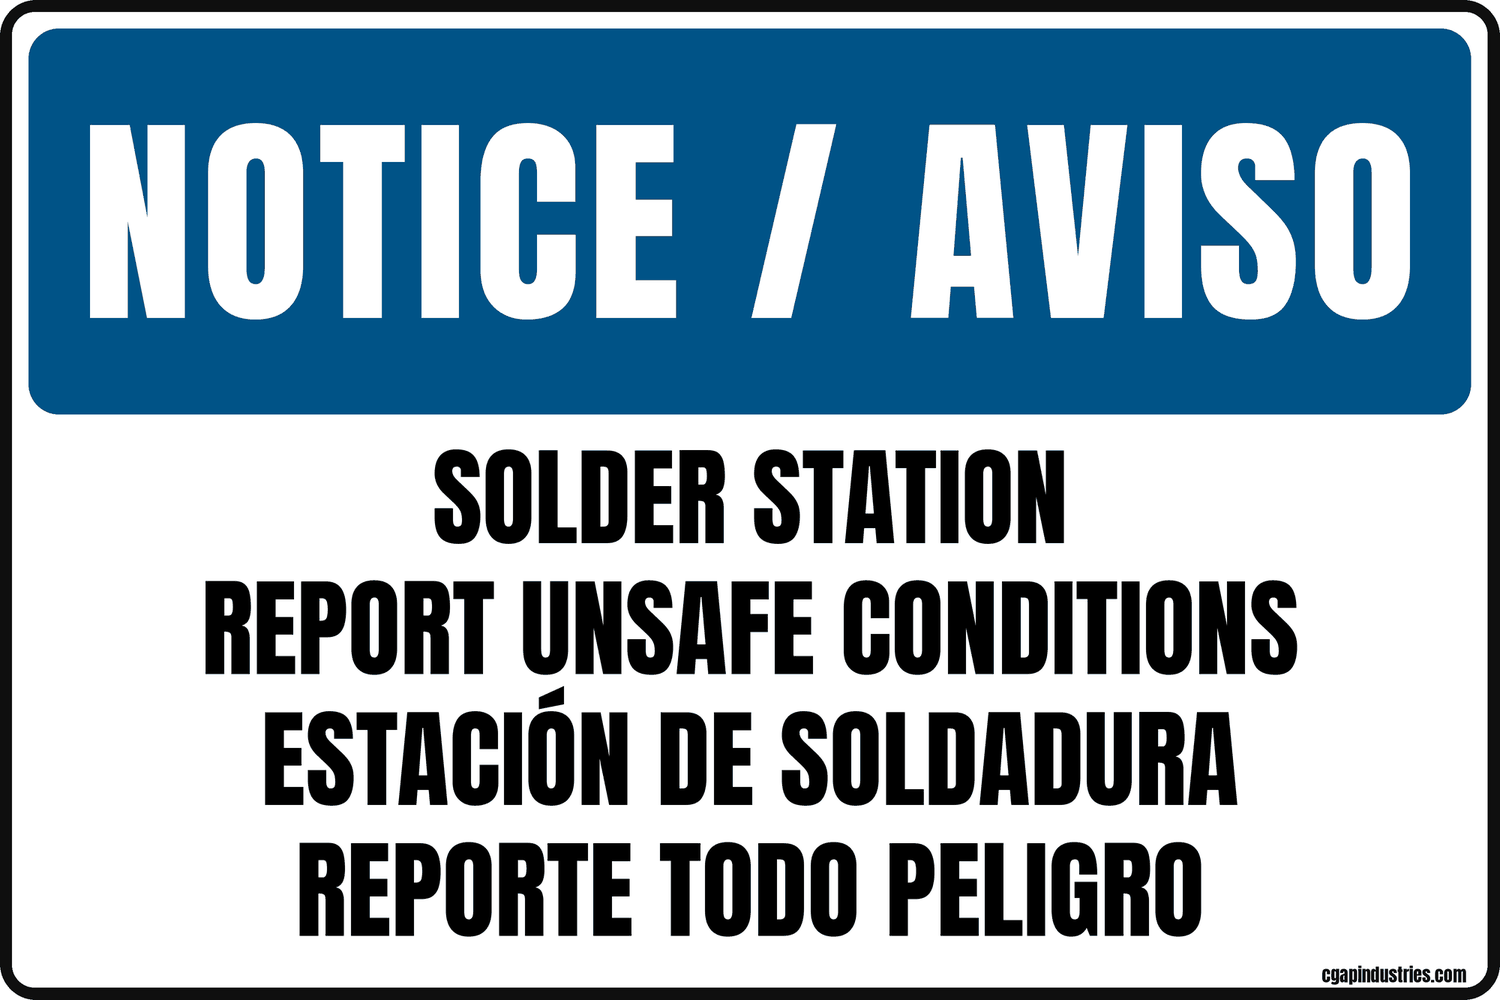 NOTICE / AVISO
SOLDER STATION
REPORT UNSAFE CONDITIONS
ESTACIÓN DE SOLDADURA
REPORTE TODO PELIGRO
cgapindustries.com